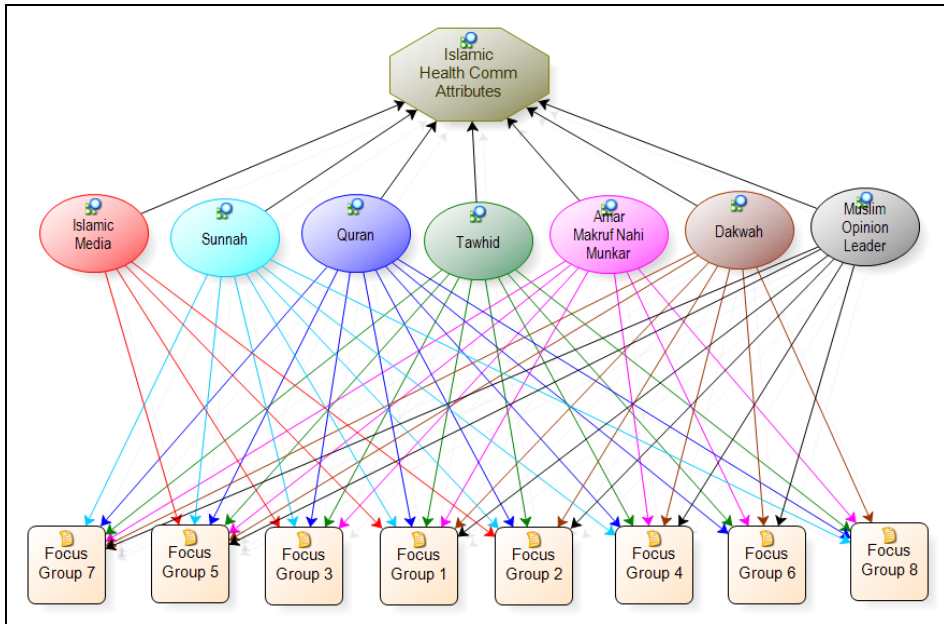 Islamic
Health Comm
Attributes
Islamic
Media
Sunnah
Quran
Tawhid
Amar
Makruf Nahi
Munkar
Dakwah
Muslim
Opinion
Leader
Focus
Group 7
Focus
Group 5
Focus
Group 3
Focus
Group 1
Focus
Group 2
Focus
Group 4
Focus
Group 6
Focus
Group 8